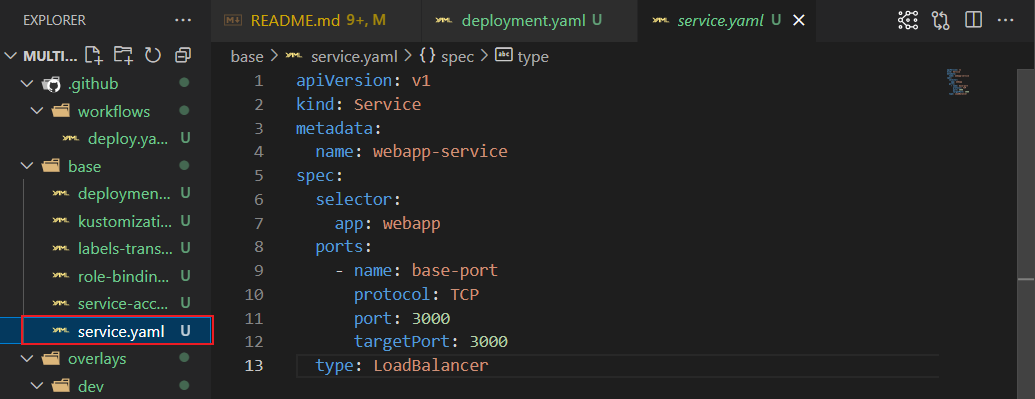 EXPLORER ...
README.md 9+, M
deployment.yaml U
service.yaml U
MULTI...
.github
workflows
deploy.ya... U
base
deploymen... U
kustomizati... U
labels-trans... U
role-bindin... U
service-acc... U
service.yaml U
overlays
dev
base > service.yaml > {} spec > abc type
1 apiVersion: v1
2 kind: Service
3 metadata:
4 name: webapp-service
5 spec:
6 selector:
7 app: webapp
8 ports:
9 - name: base-port
10 protocol: TCP
11 port: 3000
12 targetPort: 3000
13 type: LoadBalancer